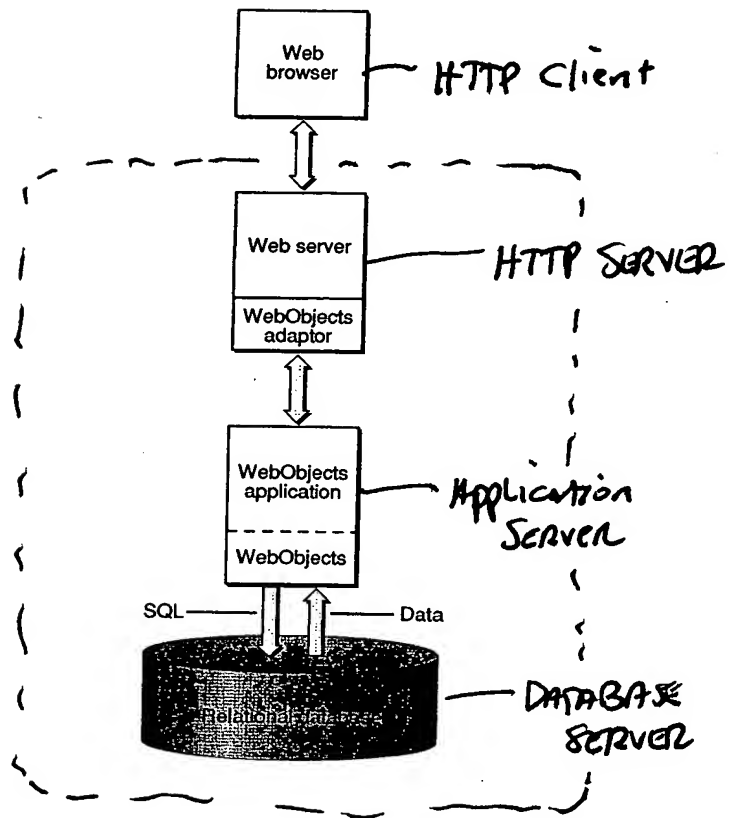 Web
browser
HTTP Client
Web server
HTTP SERVER
WebObjects
adaptor
WebObjects
application
Application
SERVER
WebObjects
SQL
Data
Relational database
DATABASE
SERVER